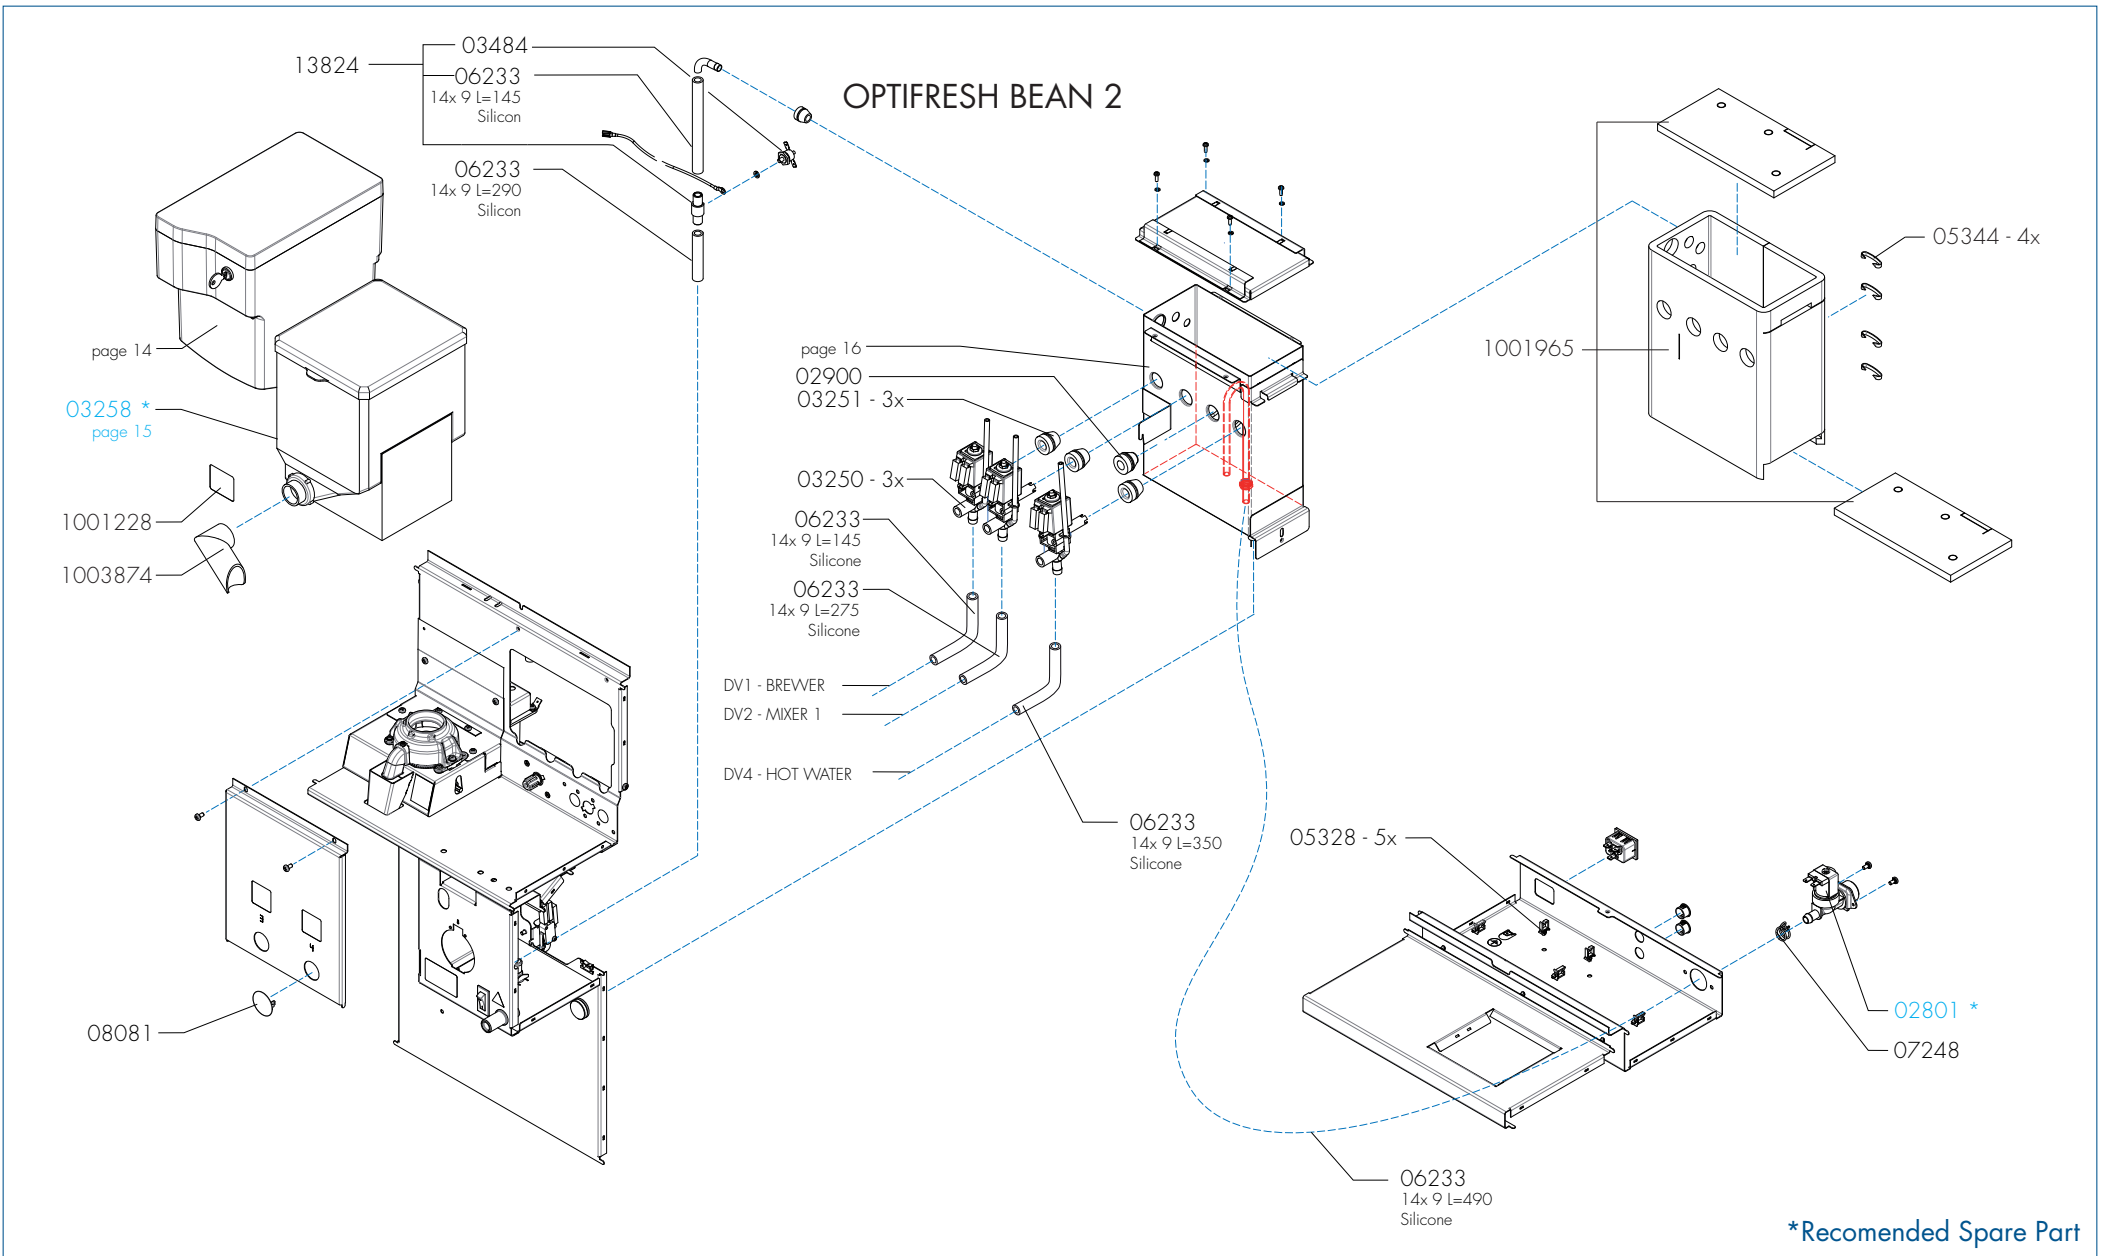 OPTIFRESH BEAN 2
13824
03484
06233
14x 9 L=145
Silicon
06233
14x 9 L=290
Silicon
page 14
03258 *
page 15
1001228
1003874
08081
page 16
02900
03251 - 3x
03250 - 3x
06233
14x 9 L=145
Silicone
06233
14x 9 L=275
Silicone
DV1 - BREWER
DV2 - MIXER 1
DV4 - HOT WATER
06233
14x 9 L=350
Silicone
05344 - 4x
1001965
05328 - 5x
02801 *
07248
06233
14x 9 L=490
Silicone
3
4
*Recomended Spare Part